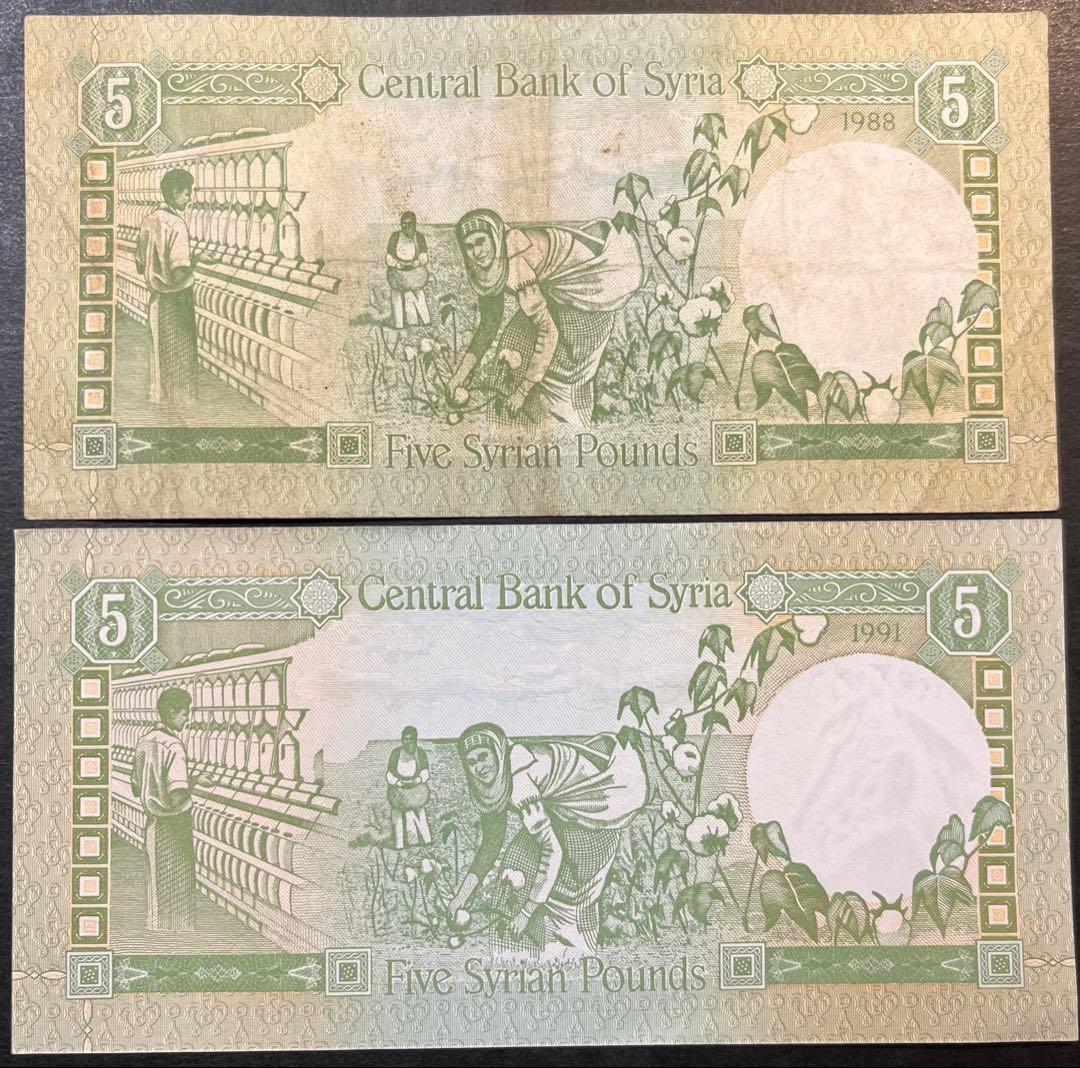 5 Central Bank of Syria 5
1988
Five Syrian Pounds
5 Central Bank of Syria 5
1991
Five Syrian Pounds